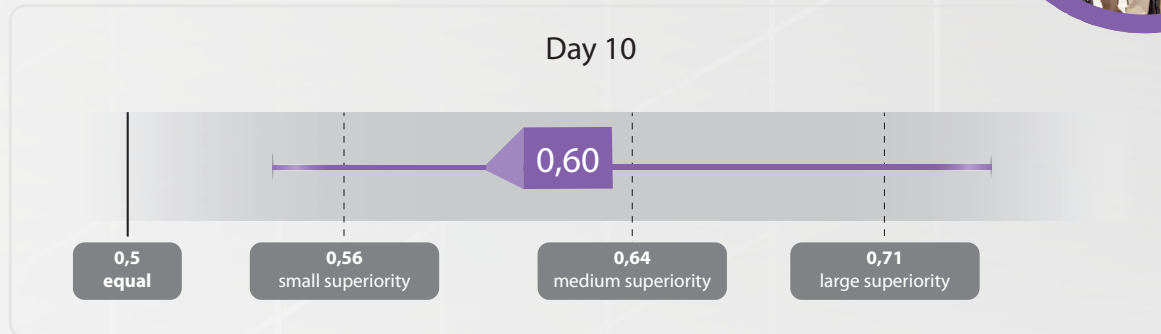 Day 10
0,60
0,5
equal
0,56
small superiority
0,64
medium superiority
0,71
large superiority